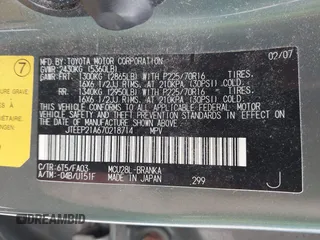 7
02/07
MFD. BY: TOYOTA MOTOR CORPORATION
GVWR: 2430KG (5360LB)
GAWR: FRT: 1300KG (2865LB) WITH P225/70R16 TIRES,
16X6 1/2JJ RIMS, AT 210KPA (30PSI) COLD.
RR: 1340KG (2950LB) WITH P225/70R16 TIRES,
16X6 1/2JJ RIMS, AT 210KPA (30PSI) COLD.
THIS VEHICLE CONFORMS TO ALL APPLICABLE
FEDERAL MOTOR VEHICLE SAFETY STANDARDS
IN EFFECT ON THE DATE OF MANUFACTURE
SHOWN ABOVE.
JTEEP21A670218714 MPV
C/TR: 6T5/FA03 MCU28L-BRANKA
A/TM: -04B/U151F MADE IN JAPAN 299
J
© DREAMBID